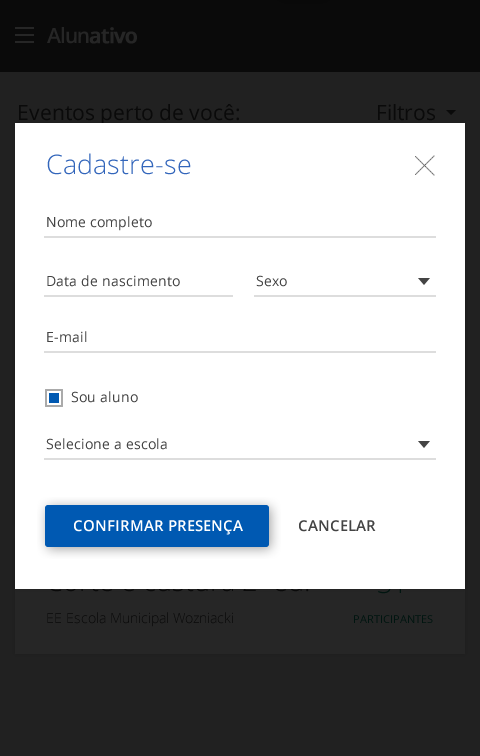 Alunativo
Eventos perto de você: Filtros
Cadastre-se
Nome completo
Data de nascimento Sexo
E-mail
Sou aluno
Selecione a escola
CONFIRMAR PRESENÇA CANCELAR
EE Escola Municipal Wozniacki PARTICIPANTES